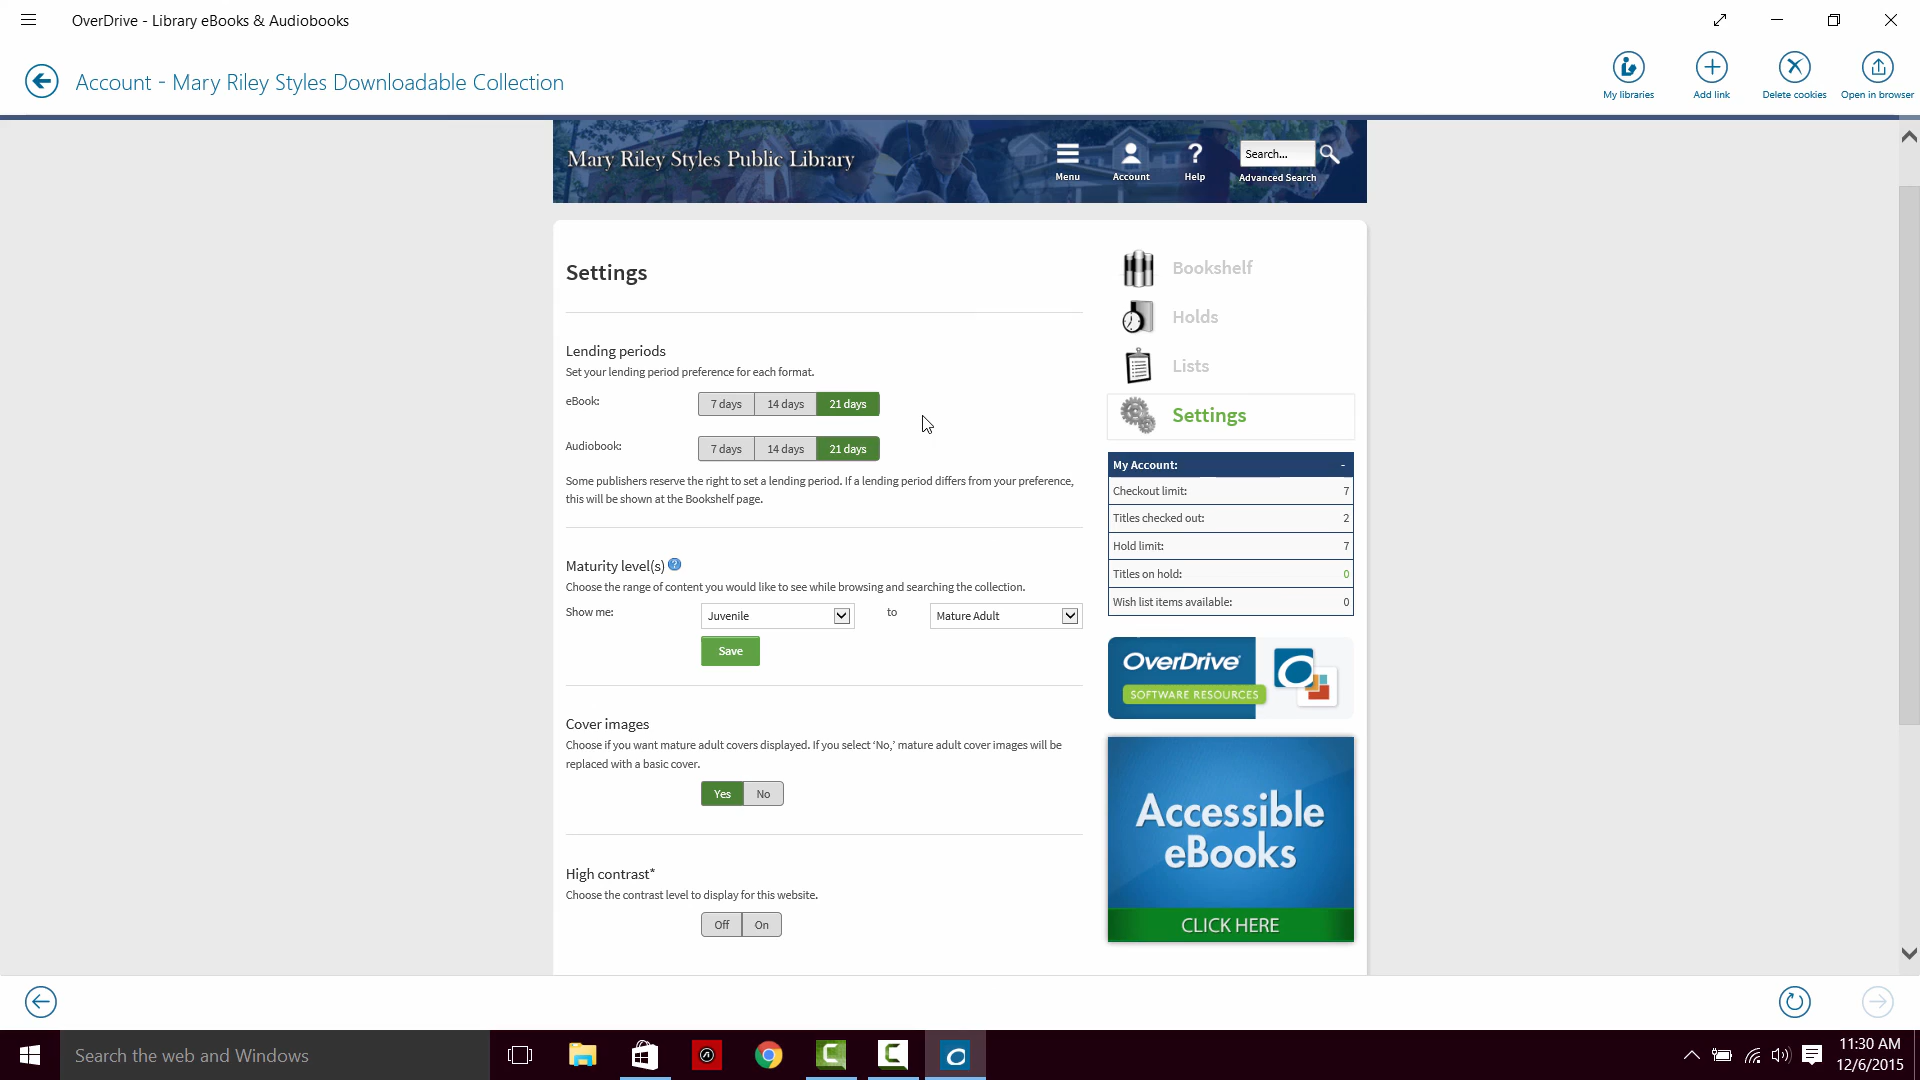 OverDrive - Library eBooks & Audiobooks
Account - Mary Riley Styles Downloadable Collection
My libraries
Add link
Delete cookies
Open in browser
Mary Riley Styles Public Library
Menu
Account
?
Help
Search...
Advanced Search
Settings
Lending periods
Set your lending period preference for each format.
eBook:
7 days 14 days 21 days
Audiobook:
7 days 14 days 21 days
Some publishers reserve the right to set a lending period. If a lending period differs from your preference,
this will be shown at the Bookshelf page.
Maturity level(s) ?
Choose the range of content you would like to see while browsing and searching the collection.
Show me: Juvenile to Mature Adult
Save
Cover images
Choose if you want mature adult covers displayed. If you select ‘No,’ mature adult cover images will be
replaced with a basic cover.
Yes No
High contrast*
Choose the contrast level to display for this website.
Off On
Bookshelf
Holds
Lists
Settings
My Account: -
Checkout limit: 7
Titles checked out: 2
Hold limit: 7
Titles on hold: 0
Wish list items available: 0
OverDrive
SOFTWARE RESOURCES
Accessible
eBooks
CLICK HERE
Search the web and Windows
11:30 AM
12/6/2015